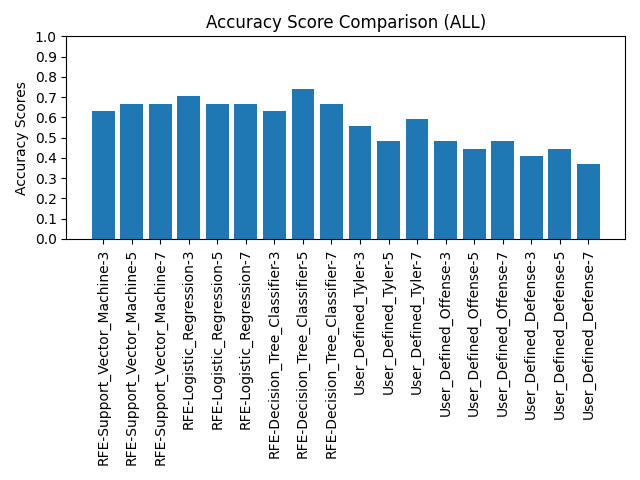 Accuracy Score Comparison (ALL)
Accuracy Scores
1.0
0.9
0.8
0.7
0.6
0.5
0.4
0.3
0.2
0.1
0.0
RFE-Support_Vector_Machine-3
RFE-Support_Vector_Machine-5
RFE-Support_Vector_Machine-7
RFE-Logistic_Regression-3
RFE-Logistic_Regression-5
RFE-Logistic_Regression-7
RFE-Decision_Tree_Classifier-3
RFE-Decision_Tree_Classifier-5
RFE-Decision_Tree_Classifier-7
User_Defined_Tyler-3
User_Defined_Tyler-5
User_Defined_Tyler-7
User_Defined_Offense-3
User_Defined_Offense-5
User_Defined_Offense-7
User_Defined_Defense-3
User_Defined_Defense-5
User_Defined_Defense-7